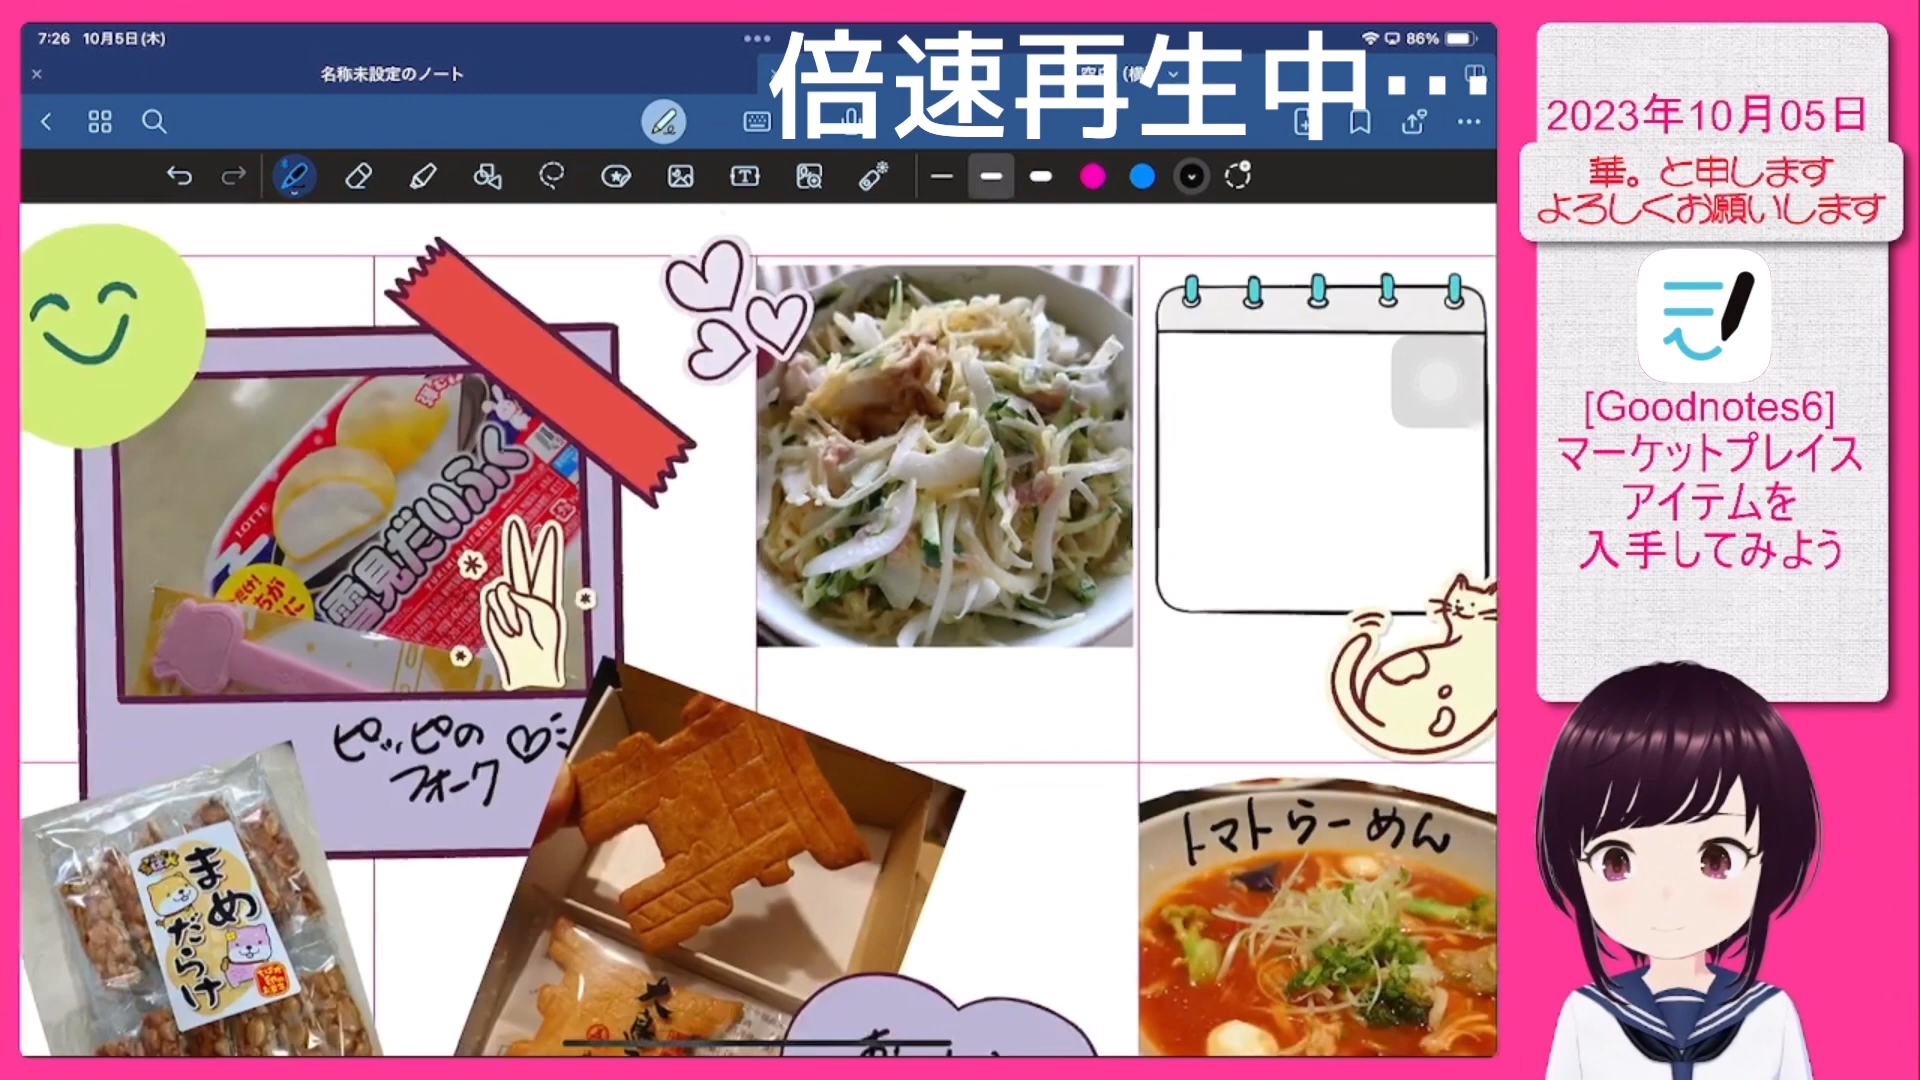 7:26 10月5日(木)
86%
名称未設定のノート
倍速再生中…
2023年10月05日
華。と申します
よろしくお願いします
[Goodnotes6]
マーケットプレイス
アイテムを
入手してみよう
LOTTE
雪見だいふく
YUKIMI DAIFUKU
ピッピの
フォーク
まめ
だらけ
トマトらーめん